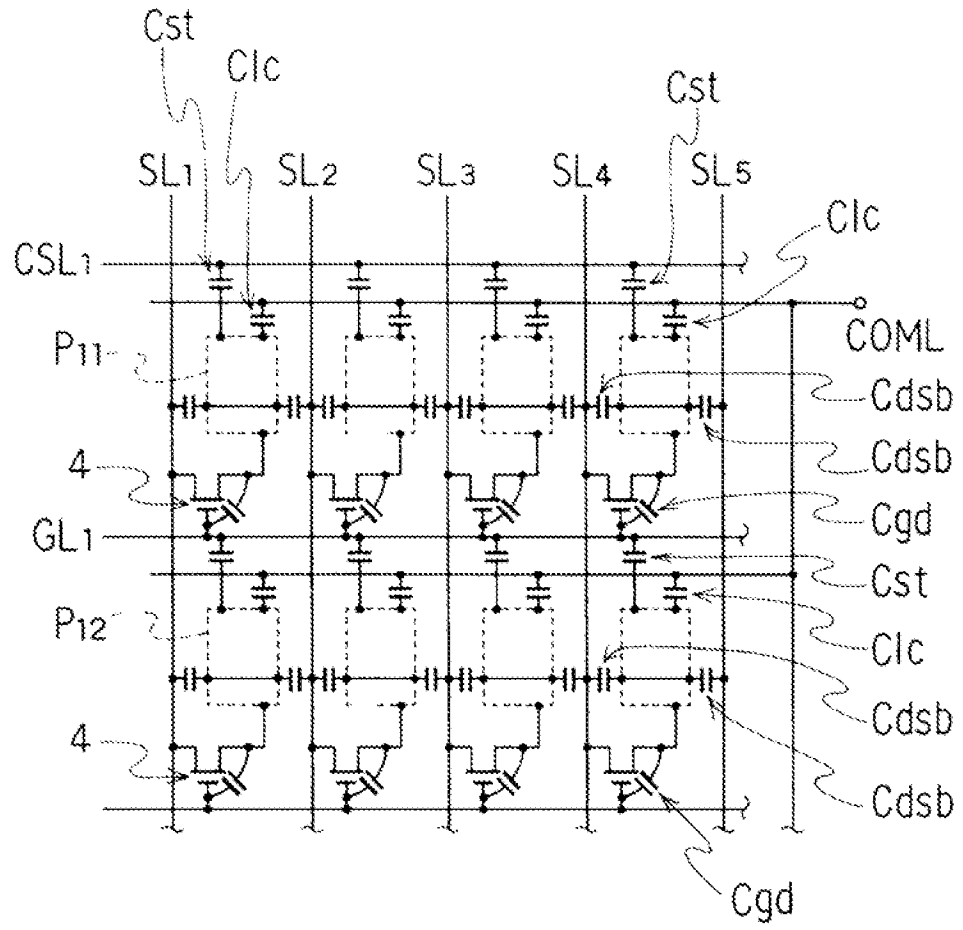 Cst
Clc
Cst
SL1 SL2 SL3 SL4 SL5
Clc
CSL1
COML
P11
Cdsb
Cdsb
4
Cgd
GL1
Cst
P12
Clc
Cdsb
4
Cdsb
Cgd